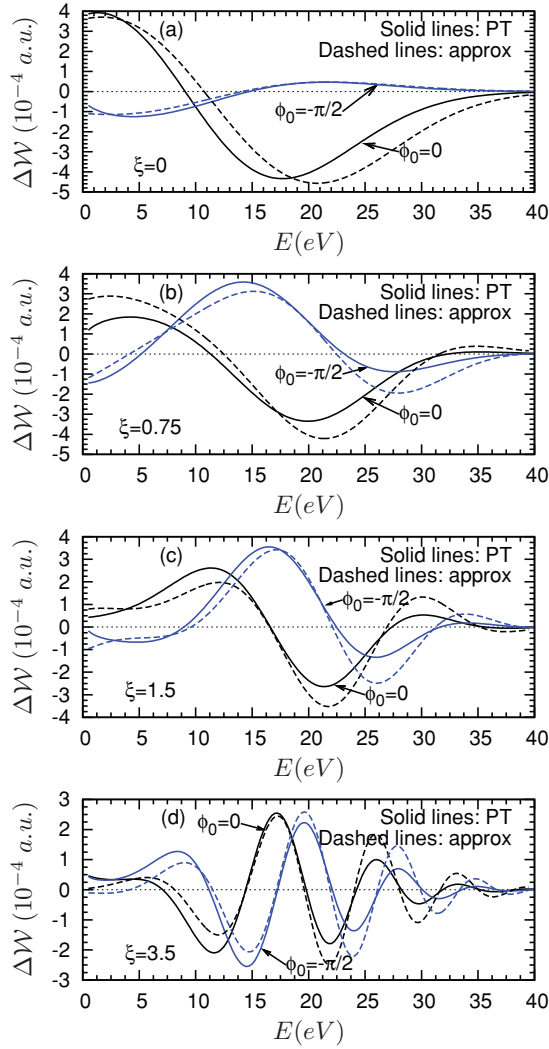 (a)
Solid lines: PT
Dashed lines: approx
ϕ₀=-π/2
ϕ₀=0
ξ=0
ΔW (10⁻⁴ a.u.)
4
3
2
1
0
-1
-2
-3
-4
-5
0 5 10 15 20 25 30 35 40
E(eV)
(b)
Solid lines: PT
Dashed lines: approx
ϕ₀=-π/2
ϕ₀=0
ξ=0.75
ΔW (10⁻⁴ a.u.)
4
3
2
1
0
-1
-2
-3
-4
-5
0 5 10 15 20 25 30 35 40
E(eV)
(c)
Solid lines: PT
Dashed lines: approx
ϕ₀=-π/2
ϕ₀=0
ξ=1.5
ΔW (10⁻⁴ a.u.)
4
3
2
1
0
-1
-2
-3
-4
0 5 10 15 20 25 30 35 40
E(eV)
(d)
Solid lines: PT
Dashed lines: approx
ϕ₀=0
ϕ₀=-π/2
ξ=3.5
ΔW (10⁻⁴ a.u.)
3
2
1
0
-1
-2
-3
0 5 10 15 20 25 30 35 40
E(eV)